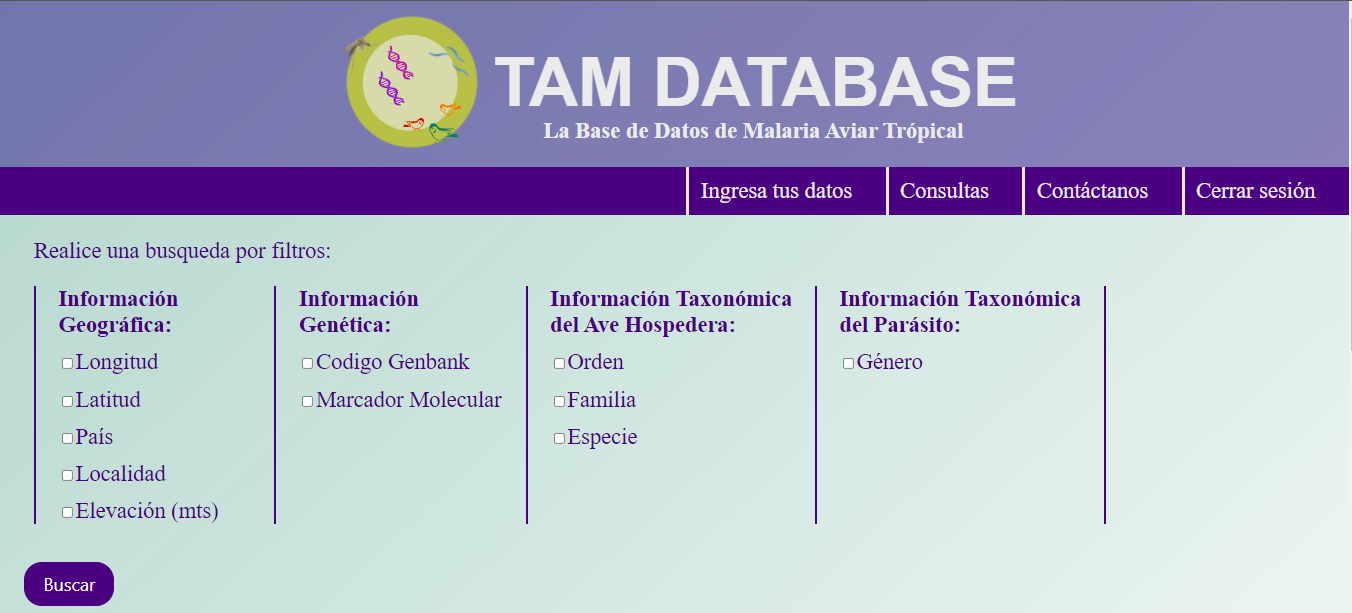 TAM DATABASE
La Base de Datos de Malaria Aviar Trópical
Ingresa tus datos
Consultas
Contáctanos
Cerrar sesión
Realice una busqueda por filtros:
Información
Geográfica:
Longitud
Latitud
País
Localidad
Elevación (mts)
Información
Genética:
Codigo Genbank
Marcador Molecular
Información Taxonómica
del Ave Hospedera:
Orden
Familia
Especie
Información Taxonómica
del Parásito:
Género
Buscar